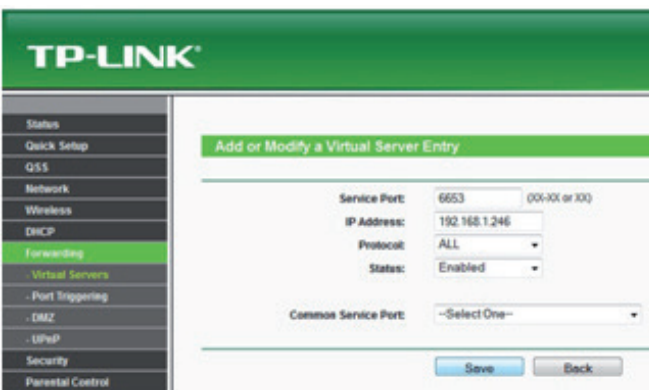 TP-LINK®
Status
Quick Setup
QSS
Network
Wireless
DHCP
Forwarding
- Virtual Servers
- Port Triggering
- DMZ
- UPnP
Security
Parental Control
Add or Modify a Virtual Server Entry
Service Port: 6653 (XX-XX or XX)
IP Address: 192.168.1.246
Protocol: ALL
Status: Enabled
Common Service Port: --Select One--
Save Back